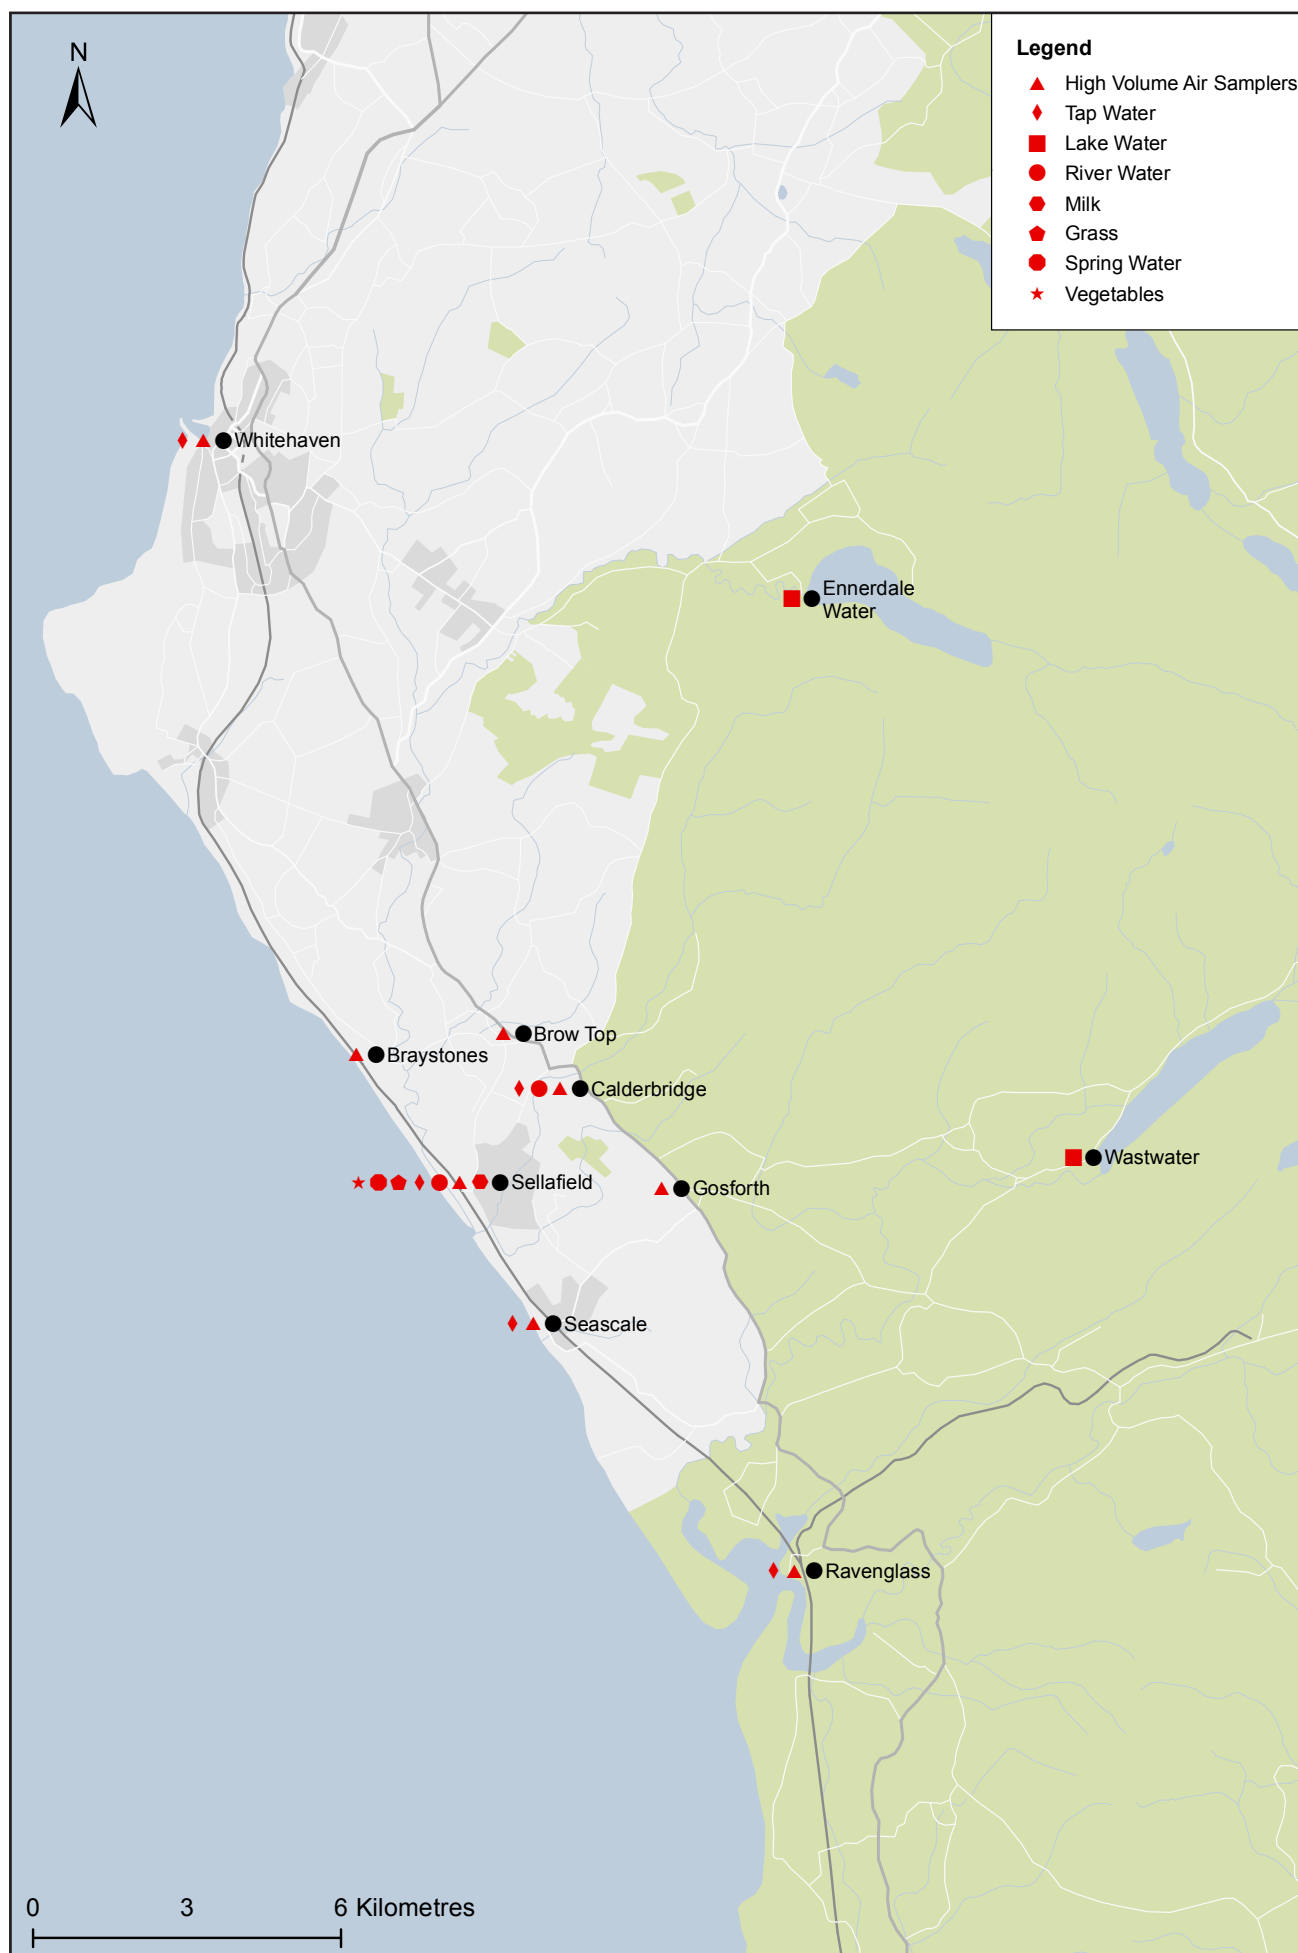 N
Legend
High Volume Air Samplers
Tap Water
Lake Water
River Water
Milk
Grass
Spring Water
Vegetables
Whitehaven
Ennerdale
Water
Brow Top
Braystones
Calderbridge
Wastwater
Sellafield
Gosforth
Seascale
Ravenglass
0 3 6 Kilometres